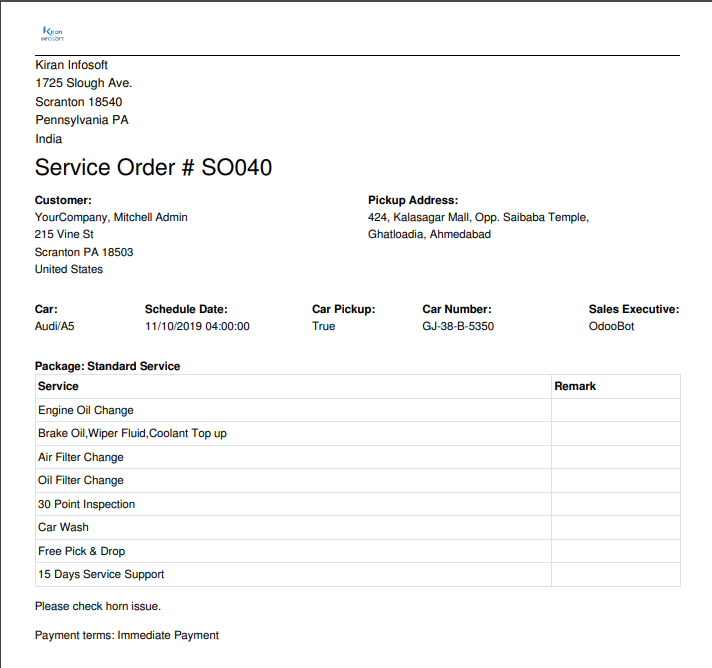 Kiran
INFOSOFT
Kiran Infosoft
1725 Slough Ave.
Scranton 18540
Pennsylvania PA
India
Service Order # SO040
Customer: Pickup Address:
YourCompany, Mitchell Admin 424, Kalasagar Mall, Opp. Saibaba Temple,
215 Vine St Ghatloadia, Ahmedabad
Scranton PA 18503
United States
Car: Schedule Date: Car Pickup: Car Number: Sales Executive:
Audi/A5 11/10/2019 04:00:00 True GJ-38-B-5350 OdooBot
Package: Standard Service
Service Remark
Engine Oil Change
Brake Oil,Wiper Fluid,Coolant Top up
Air Filter Change
Oil Filter Change
30 Point Inspection
Car Wash
Free Pick & Drop
15 Days Service Support
Please check horn issue.
Payment terms: Immediate Payment